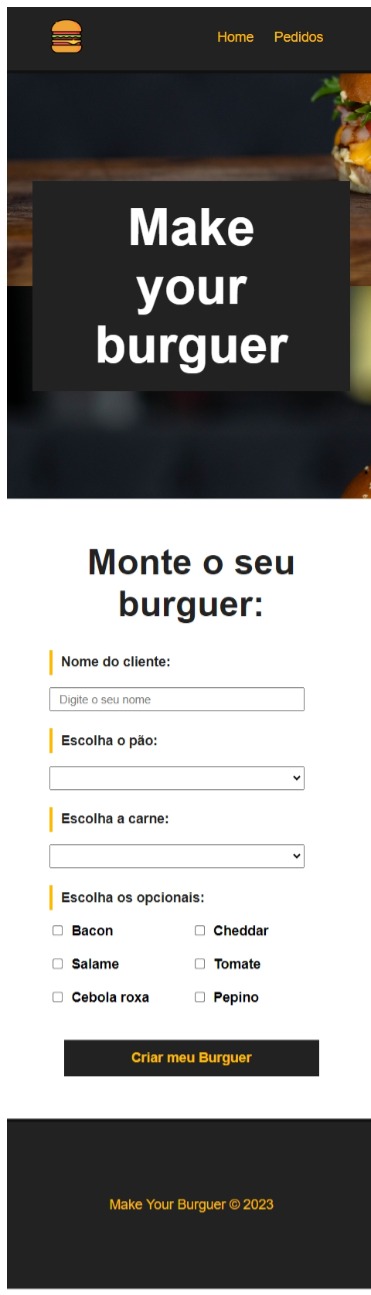 Home Pedidos
Make
your
burguer
Monte o seu
burguer:
Nome do cliente:
Digite o seu nome
Escolha o pão:
Escolha a carne:
Escolha os opcionais:
Bacon Cheddar
Salame Tomate
Cebola roxa Pepino
Criar meu Burguer
Make Your Burguer © 2023